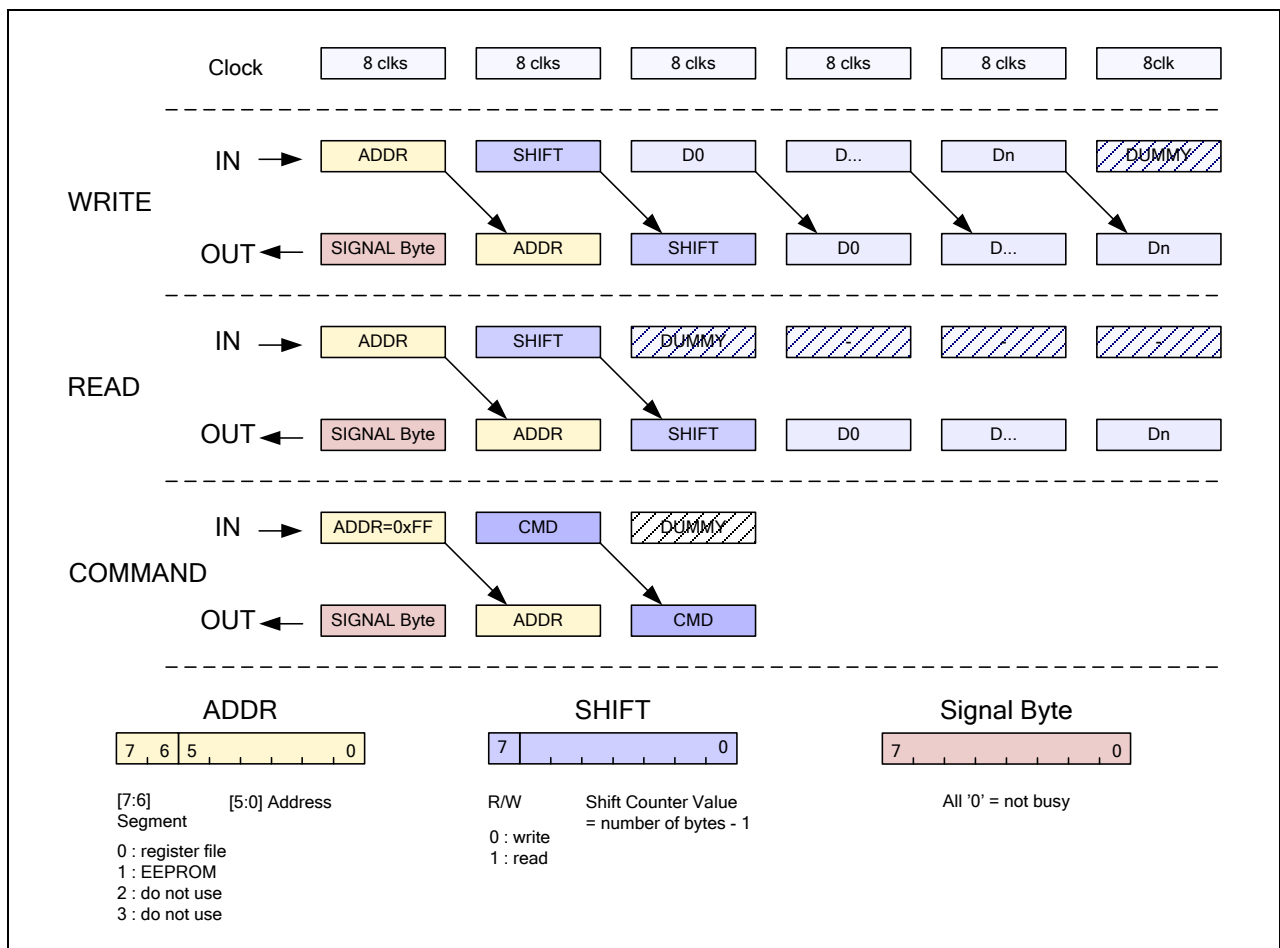 Clock 8 clks 8 clks 8 clks 8 clks 8 clks 8clk
IN ADDR SHIFT D0 D... Dn DUMMY
WRITE
OUT SIGNAL Byte ADDR SHIFT D0 D... Dn
IN ADDR SHIFT DUMMY - - -
READ
OUT SIGNAL Byte ADDR SHIFT D0 D... Dn
IN ADDR=0xFF CMD DUMMY
COMMAND
OUT SIGNAL Byte ADDR CMD
ADDR SHIFT Signal Byte
7 6 5 0 7 0 7 0
[7:6] [5:0] Address R/W Shift Counter Value All '0' = not busy
Segment = number of bytes - 1
0 : register file 0 : write
1 : EEPROM 1 : read
2 : do not use
3 : do not use